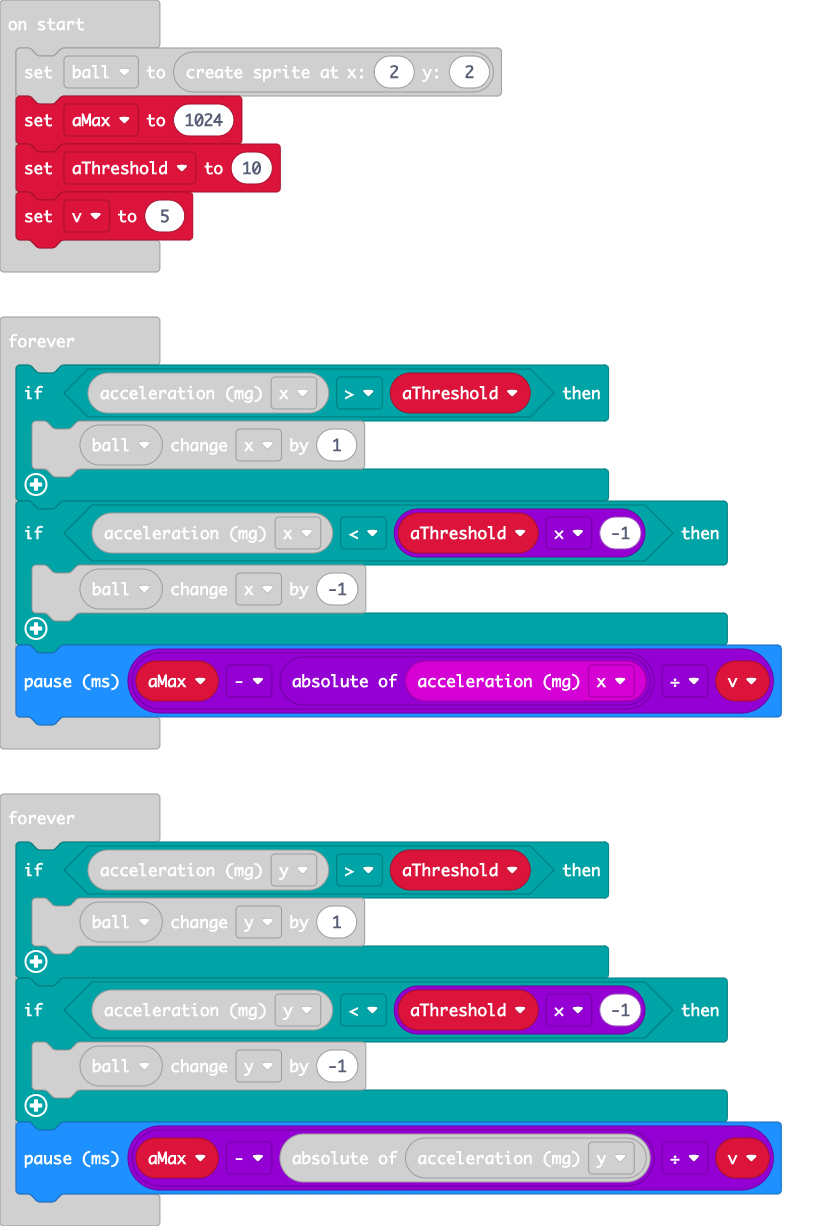 on start
set ball to create sprite at x: 2 y: 2
set aMax to 1024
set aThreshold to 10
set v to 5
forever
if acceleration (mg) x > aThreshold then
ball change x by 1
if acceleration (mg) x < aThreshold x -1 then
ball change x by -1
pause (ms) aMax - absolute of acceleration (mg) x ÷ v
forever
if acceleration (mg) y > aThreshold then
ball change y by 1
if acceleration (mg) y < aThreshold x -1 then
ball change y by -1
pause (ms) aMax - absolute of acceleration (mg) y ÷ v